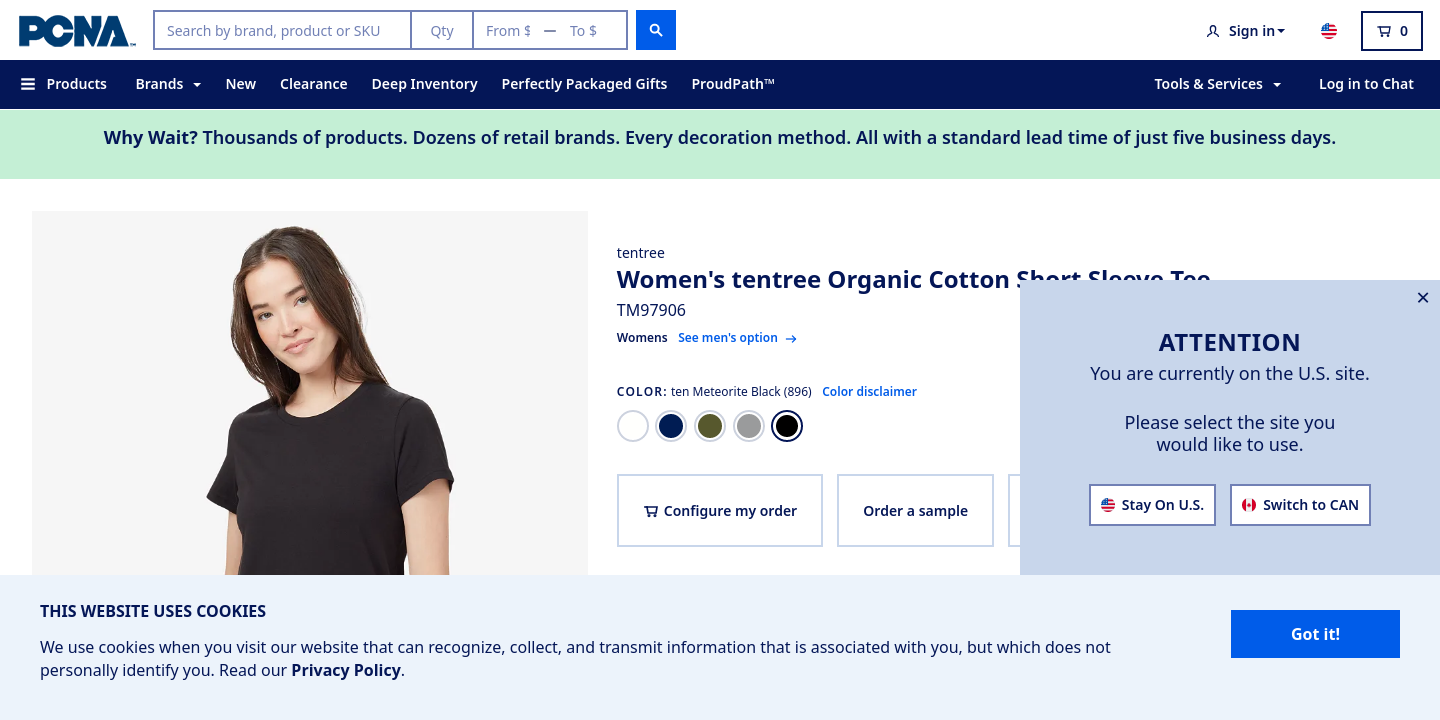 PCNA™
Search by brand, product or SKU
Qty
From $ — To $
Sign in
0
Products
Brands
New
Clearance
Deep Inventory
Perfectly Packaged Gifts
ProudPath™
Tools & Services
Log in to Chat
Why Wait? Thousands of products. Dozens of retail brands. Every decoration method. All with a standard lead time of just five business days.
tentree
Women's tentree Organic Cotton Short Sleeve Tee
TM97906
Womens See men's option →
COLOR: ten Meteorite Black (896) Color disclaimer
Configure my order
Order a sample
ATTENTION
You are currently on the U.S. site.
Please select the site you
would like to use.
Stay On U.S.
Switch to CAN
THIS WEBSITE USES COOKIES
We use cookies when you visit our website that can recognize, collect, and transmit information that is associated with you, but which does not
personally identify you. Read our Privacy Policy.
Got it!